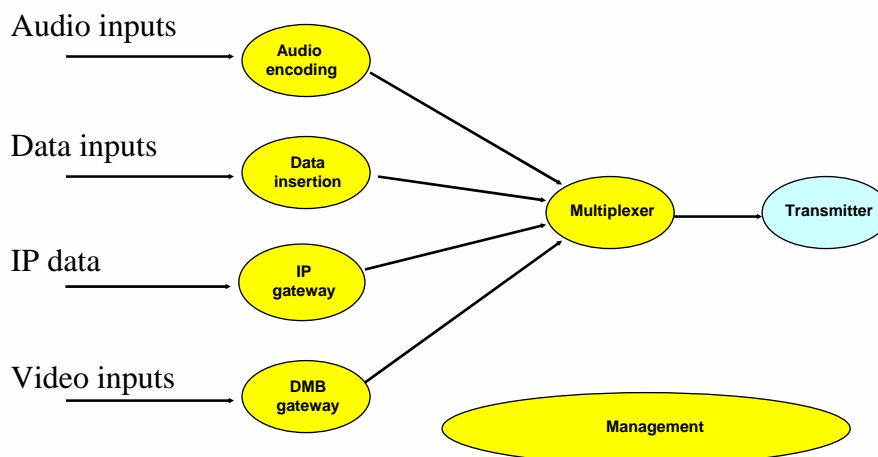 Audio inputs
Audio
encoding
Data inputs
Data
insertion
Multiplexer
Transmitter
IP data
IP
gateway
Video inputs
DMB
gateway
Management